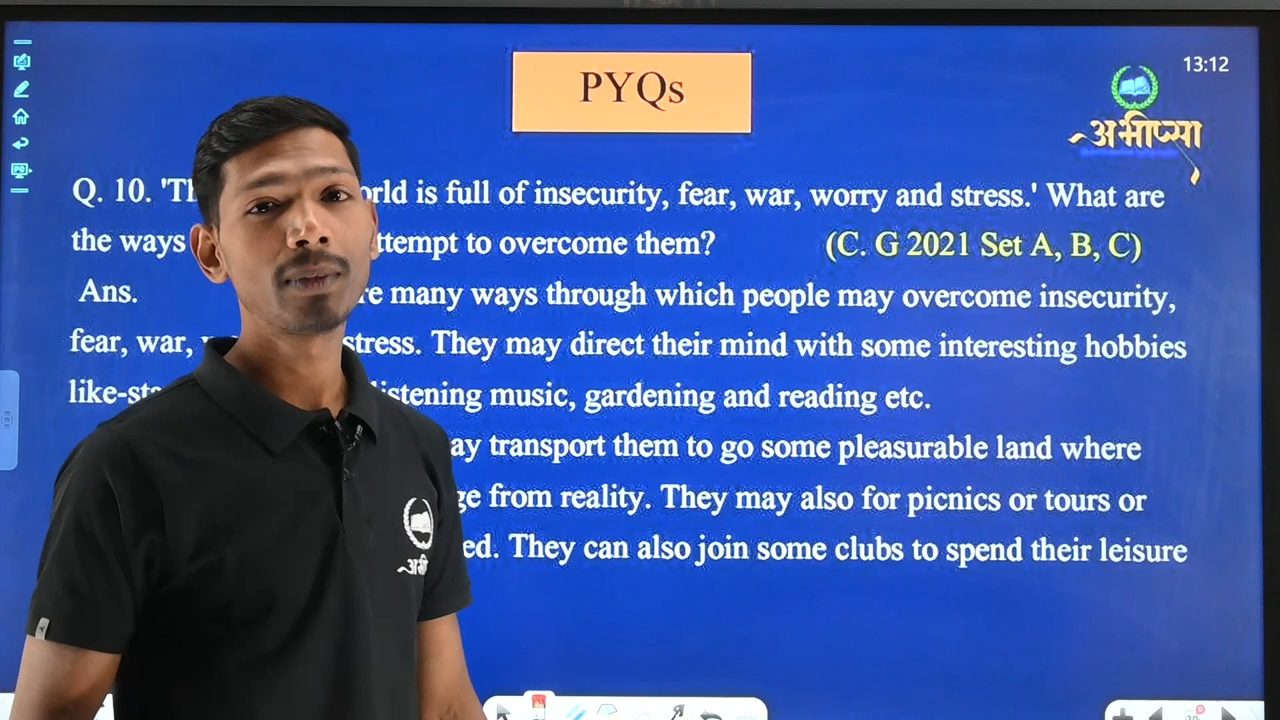 PYQs
13:12
अभीप्सा
Q. 10. 'Th orld is full of insecurity, fear, war, worry and stress.' What are
the ways ttempt to overcome them? (C. G 2021 Set A, B, C)
Ans. re many ways through which people may overcome insecurity,
fear, war, stress. They may direct their mind with some interesting hobbies
like-sta listening music, gardening and reading etc.
ay transport them to go some pleasurable land where
ge from reality. They may also for picnics or tours or
ed. They can also join some clubs to spend their leisure